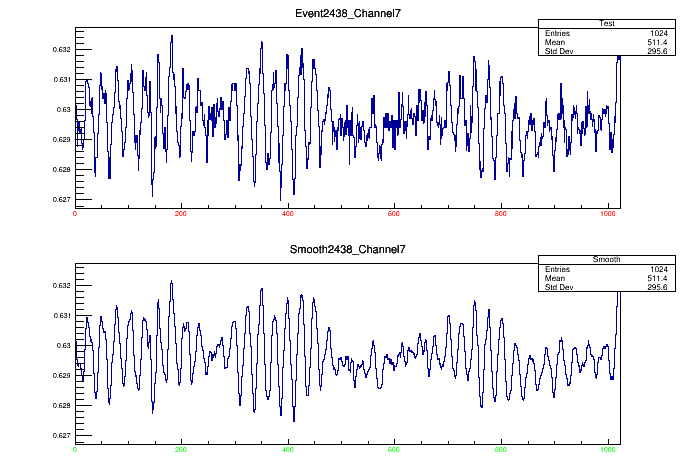 Event2438_Channel7
Test
Entries 1024
Mean 511.4
Std Dev 295.6
0.632
0.631
0.63
0.629
0.628
0.627
0 200 400 600 800 1000
Smooth2438_Channel7
Smooth
Entries 1024
Mean 511.4
Std Dev 295.6
0.632
0.631
0.63
0.629
0.628
0.627
0 200 400 600 800 1000